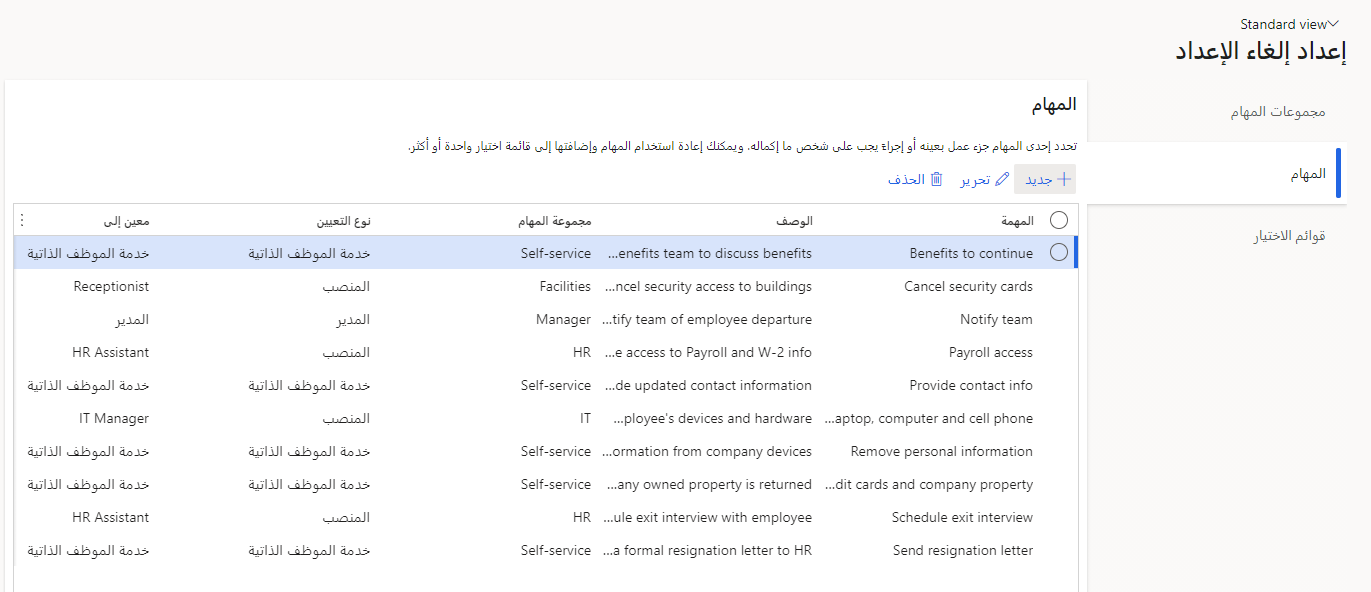 Standard view
إعداد إلغاء الإعداد
مجموعات المهام
المهام
قوائم الاختيار
المهام
تحدد إحدى المهام جزء عمل بعينه أو إجراءً يجب على شخص ما إكماله. ويمكنك إعادة استخدام المهام وإضافتها إلى قائمة اختيار واحدة أو أكثر.
جديد تحرير الحذف
المهمة الوصف مجموعة المهام نوع التعيين معين إلى
Benefits to continue ...enefits team to discuss benefits Self-service خدمة الموظف الذاتية خدمة الموظف الذاتية
Cancel security cards ...ncel security access to buildings Facilities المنصب Receptionist
Notify team ...tify team of employee departure Manager المدير المدير
Payroll access ...e access to Payroll and W-2 info HR المنصب HR Assistant
Provide contact info ...de updated contact information Self-service خدمة الموظف الذاتية خدمة الموظف الذاتية
...aptop, computer and cell phone ...ployee's devices and hardware IT المنصب IT Manager
Remove personal information ...ormation from company devices Self-service خدمة الموظف الذاتية خدمة الموظف الذاتية
...dit cards and company property ...any owned property is returned Self-service خدمة الموظف الذاتية خدمة الموظف الذاتية
Schedule exit interview ...ule exit interview with employee HR المنصب HR Assistant
Send resignation letter ...a formal resignation letter to HR Self-service خدمة الموظف الذاتية خدمة الموظف الذاتية